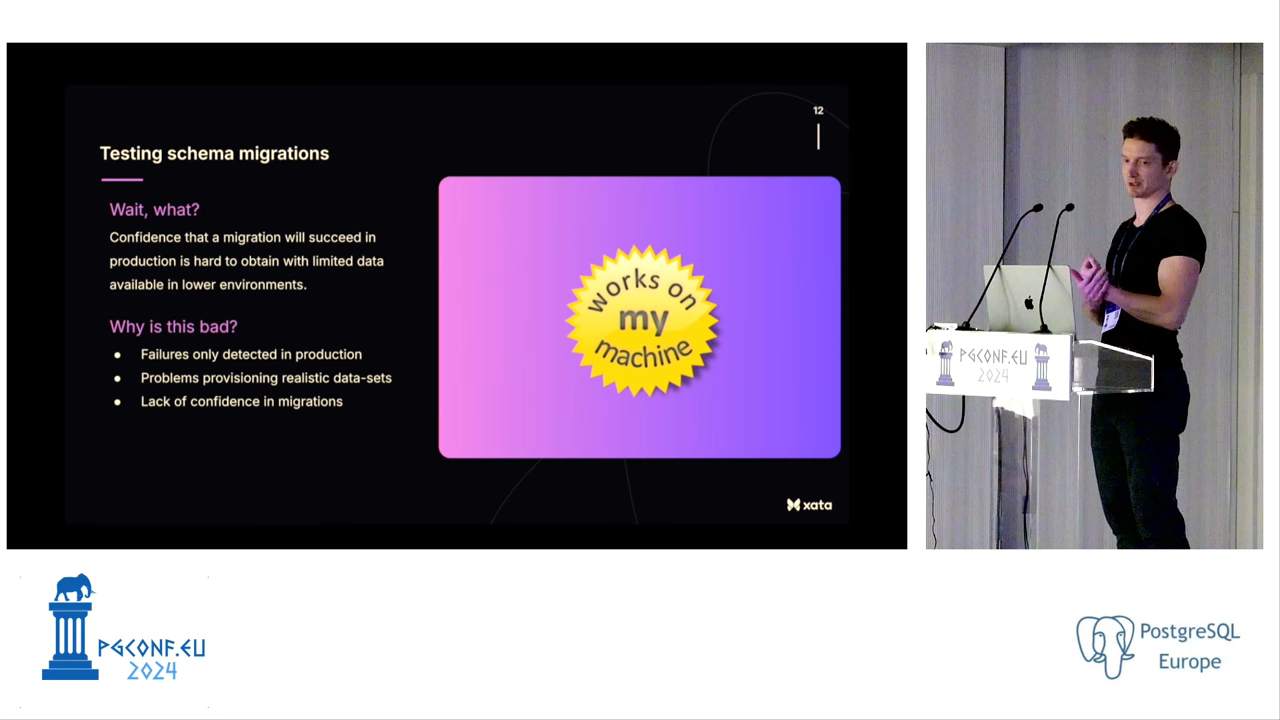 12
Testing schema migrations
Wait, what?
Confidence that a migration will succeed in
production is hard to obtain with limited data
available in lower environments.
Why is this bad?
● Failures only detected in production
● Problems provisioning realistic data-sets
● Lack of confidence in migrations
works on
my
machine
xata
PGCONF.EU
2024
PGCONF.EU
2024
PostgreSQL
Europe